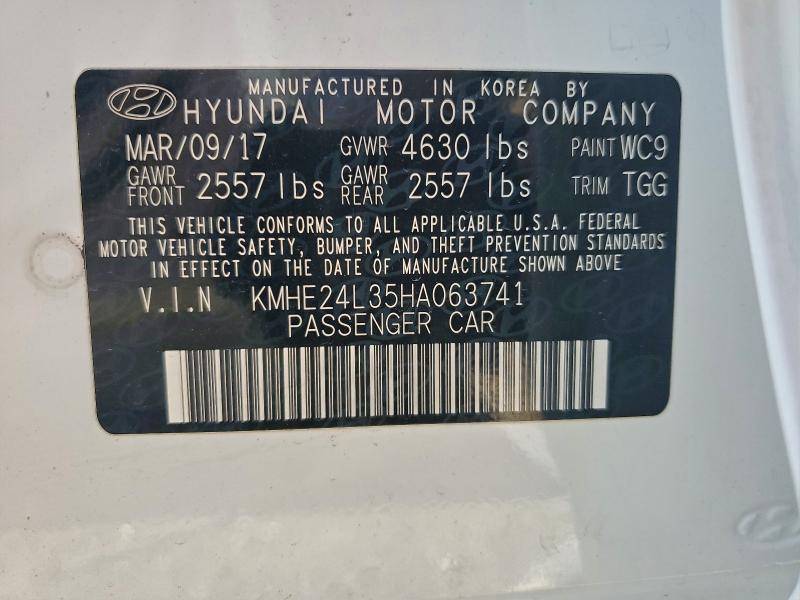 MANUFACTURED IN KOREA BY
HYUNDAI MOTOR COMPANY
MAR/09/17 GVWR 4630 lbs PAINT WC9
GAWR FRONT 2557 lbs GAWR REAR 2557 lbs TRIM TGG
THIS VEHICLE CONFORMS TO ALL APPLICABLE U.S.A. FEDERAL
MOTOR VEHICLE SAFETY, BUMPER, AND THEFT PREVENTION STANDARDS
IN EFFECT ON THE DATE OF MANUFACTURE SHOWN ABOVE
V.I.N KMHE24L35HA063741
PASSENGER CAR